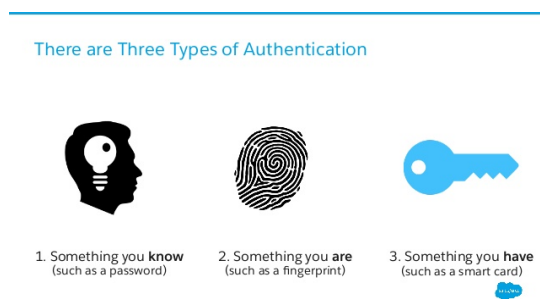 There are Three Types of Authentication
1. Something you know
(such as a password)
2. Something you are
(such as a fingerprint)
3. Something you have
(such as a smart card)